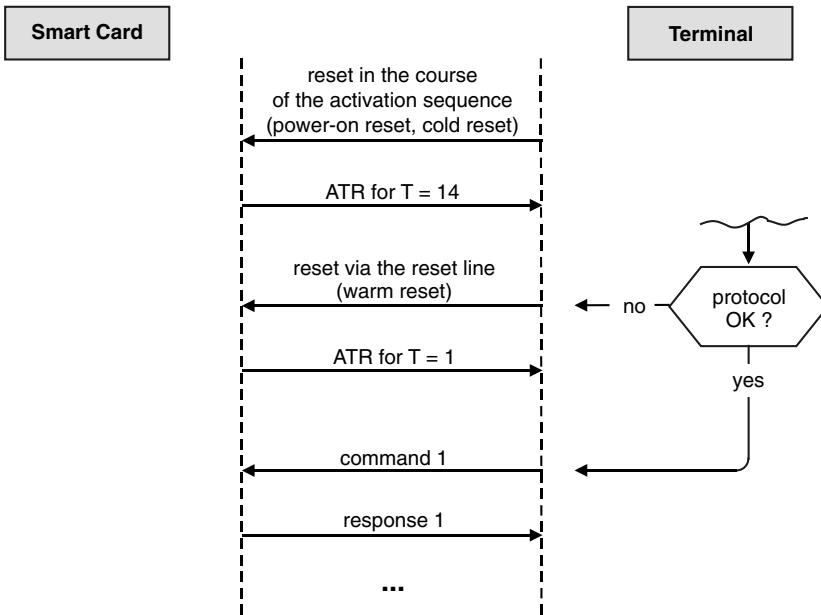 Smart Card
Terminal
reset in the course
of the activation sequence
(power-on reset, cold reset)
ATR for T = 14
reset via the reset line
(warm reset)
no
protocol
OK ?
ATR for T = 1
yes
command 1
response 1
...